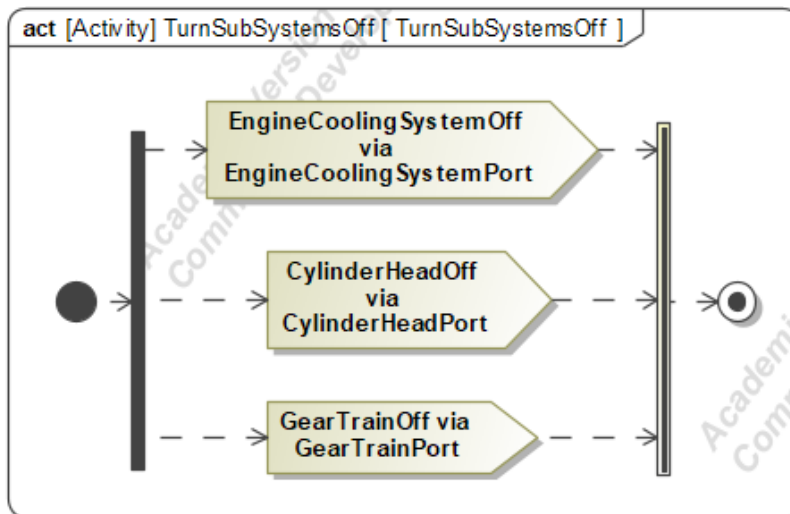 act [Activity] TurnSubSystemsOff [ TurnSubSystemsOff ]
EngineCoolingSystemOff
via
EngineCoolingSystemPort
CylinderHeadOff
via
CylinderHeadPort
GearTrainOff via
GearTrainPort